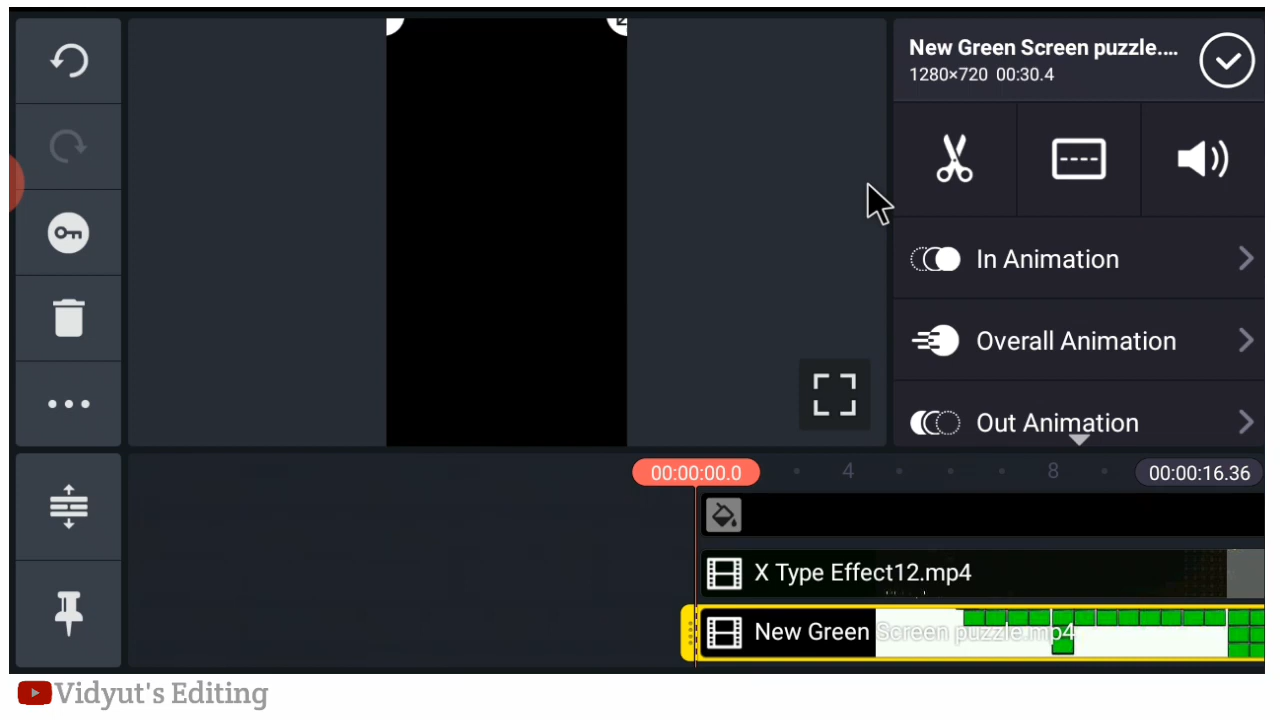 New Green Screen puzzle....
1280×720 00:30.4
In Animation
Overall Animation
Out Animation
00:00:00.0
4
8
00:00:16.36
X Type Effect12.mp4
New Green Screen puzzle.mp4
Vidyut's Editing